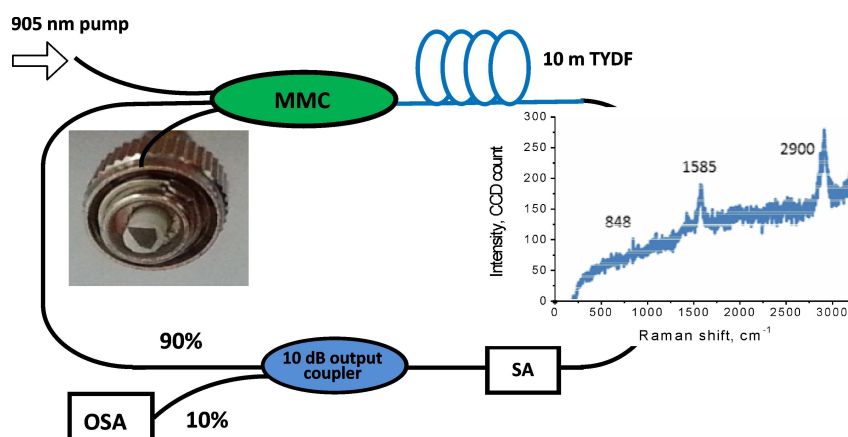 905 nm pump
MMC
10 m TYDF
Intensity, CCD count
300
250
200
150
100
50
0
848
1585
2900
0 500 1000 1500 2000 2500 3000
Raman shift, cm-1
90%
10 dB output
coupler
SA
OSA
10%